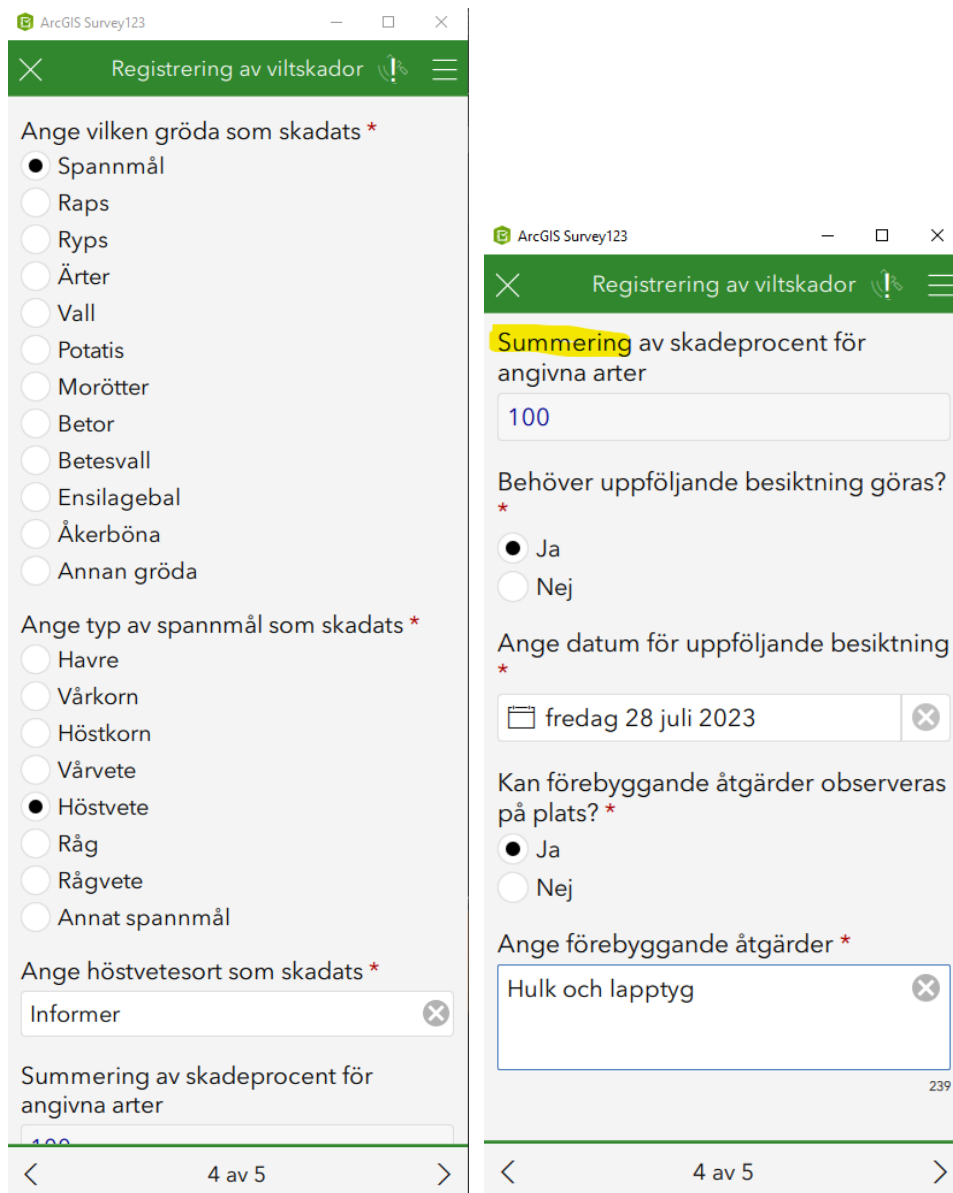 ArcGIS Survey123
Registrering av viltskador
Ange vilken gröda som skadats *
Spannmål
Raps
Ryps
Ärter
Vall
Potatis
Morötter
Betor
Betesvall
Ensilagebal
Åkerböna
Annan gröda
Ange typ av spannmål som skadats *
Havre
Vårkorn
Höstkorn
Vårvete
Höstvete
Råg
Rågvete
Annat spannmål
Ange höstvetesort som skadats *
Informer
Summering av skadeprocent för
angivna arter
100
4 av 5
ArcGIS Survey123
Registrering av viltskador
Summering av skadeprocent för
angivna arter
100
Behöver uppföljande besiktning göras?
*
Ja
Nej
Ange datum för uppföljande besiktning
*
fredag 28 juli 2023
Kan förebyggande åtgärder observeras
på plats? *
Ja
Nej
Ange förebyggande åtgärder *
Hulk och lapptyg
239
4 av 5